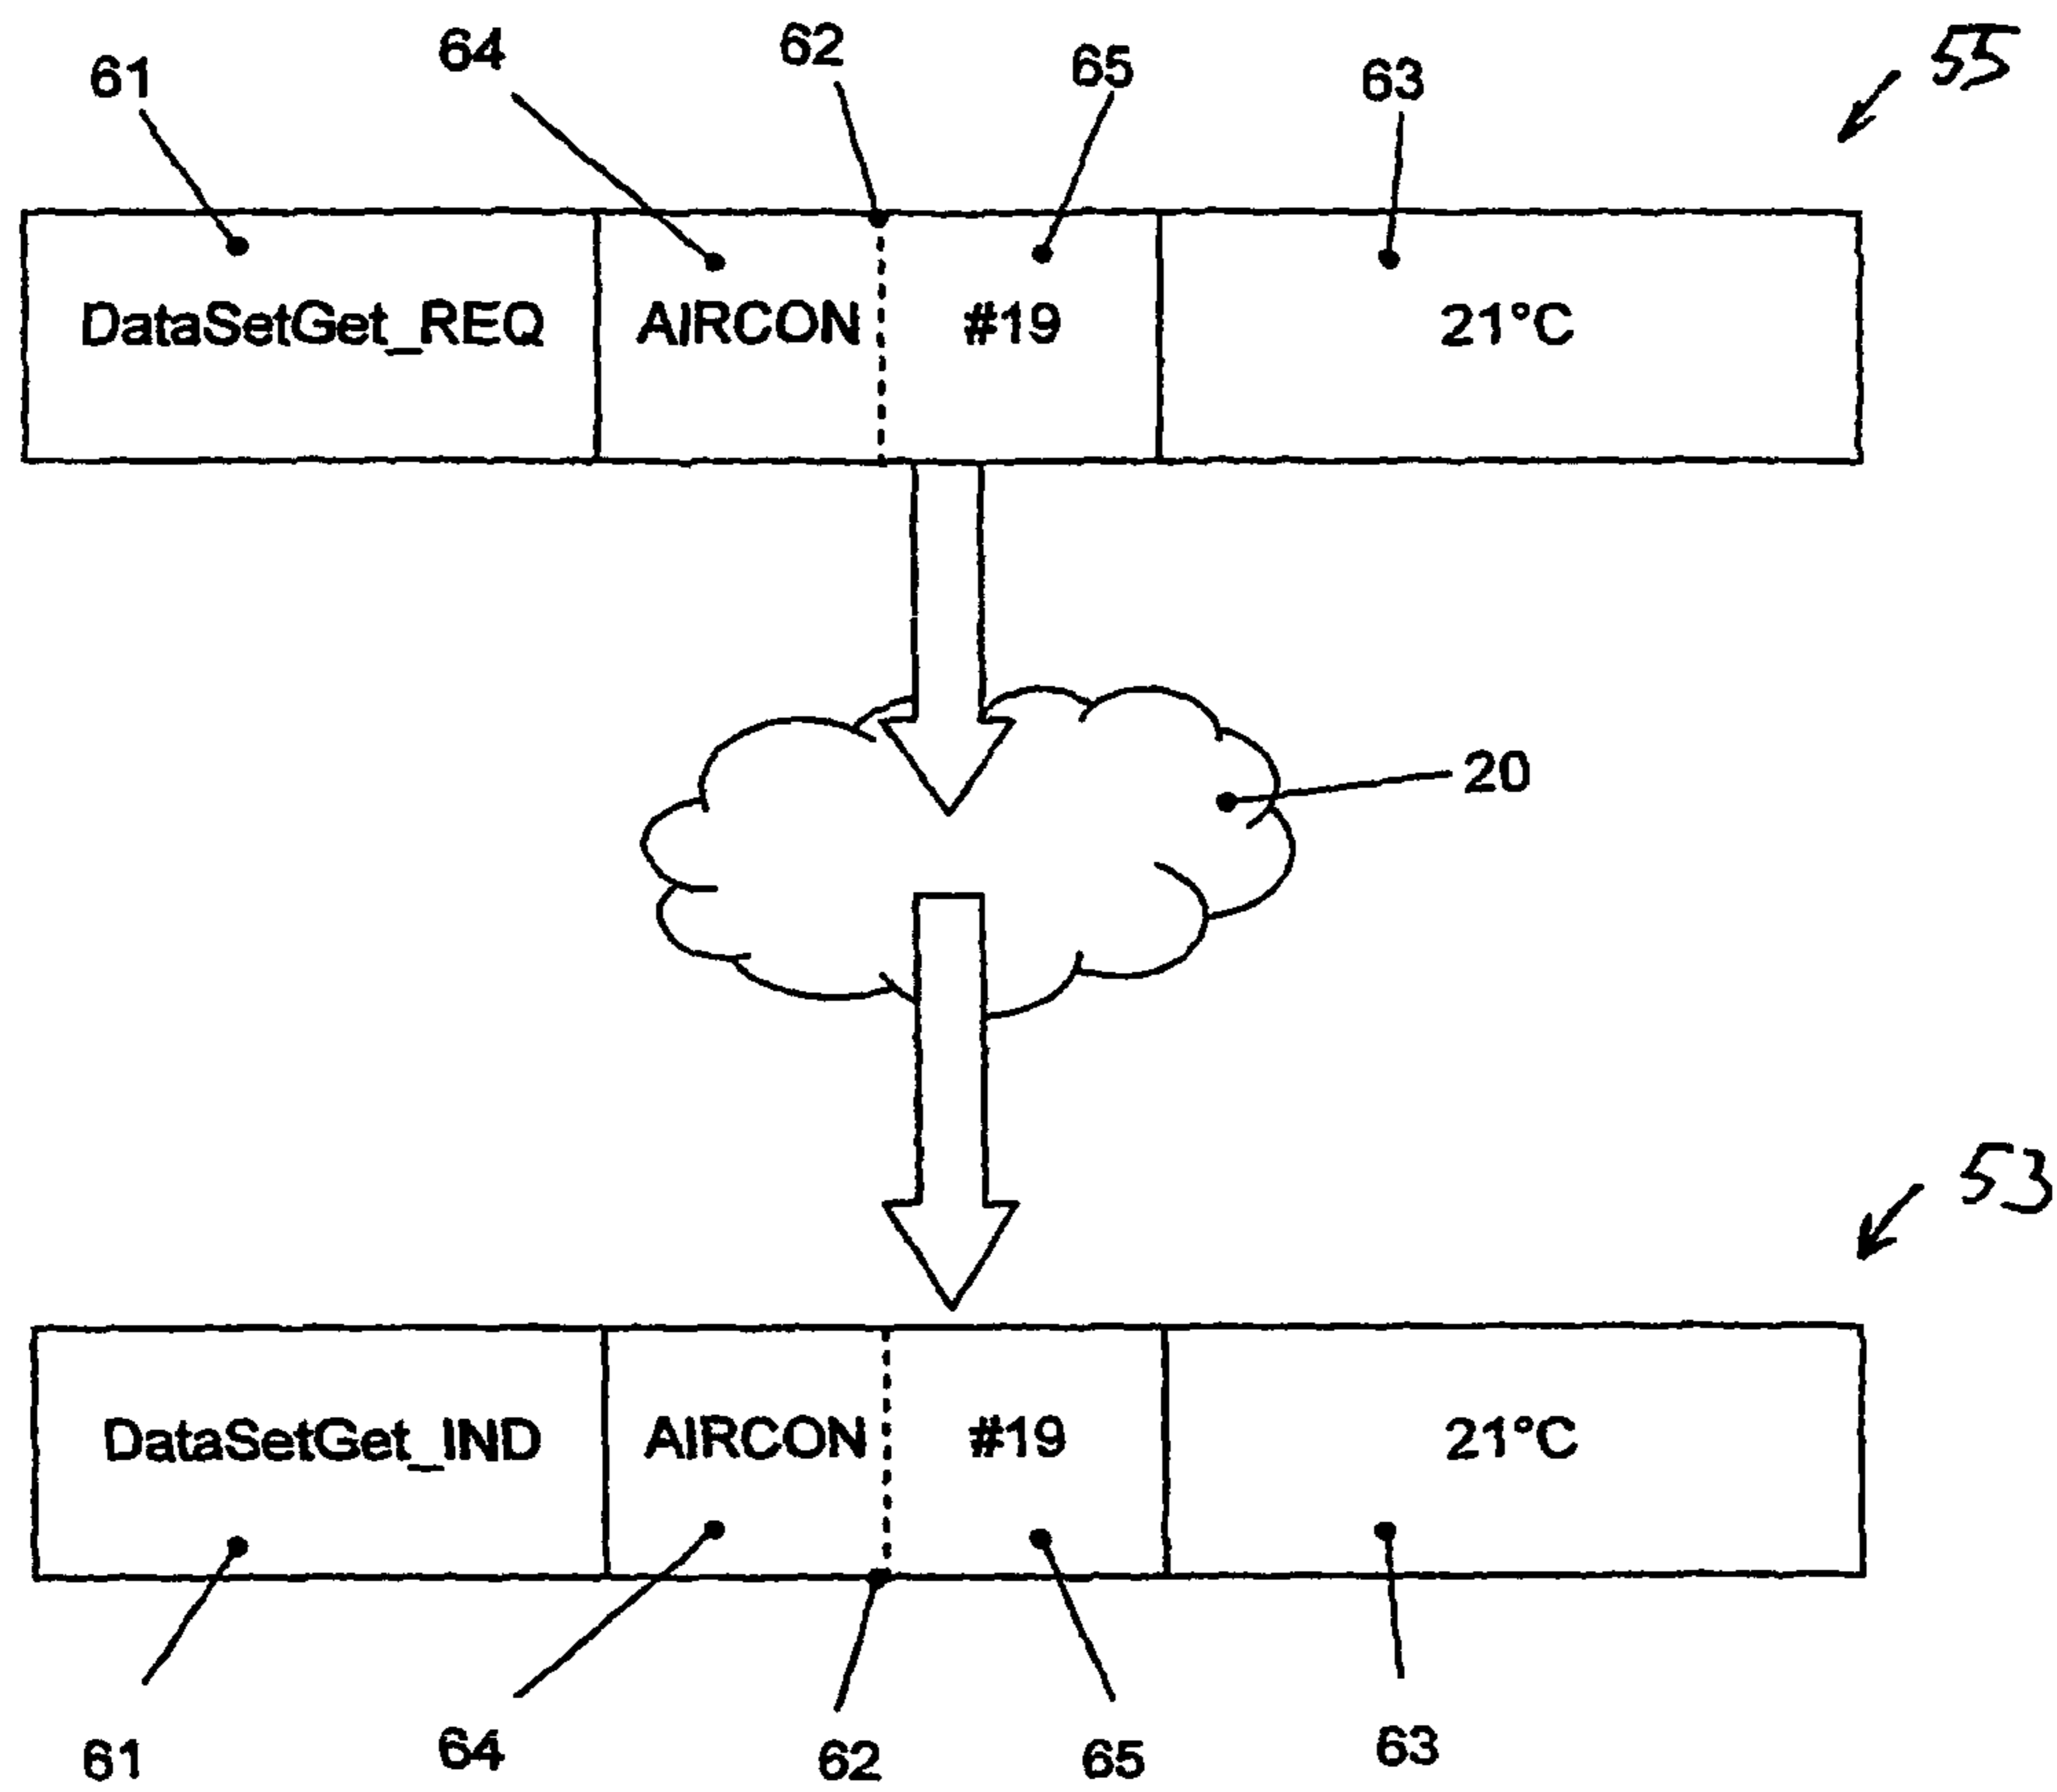 61 64 62 65 63 55
DataSetGet_REQ AIRCON #19 21°C
20
53
DataSetGet_IND AIRCON #19 21°C
61 64 62 65 63